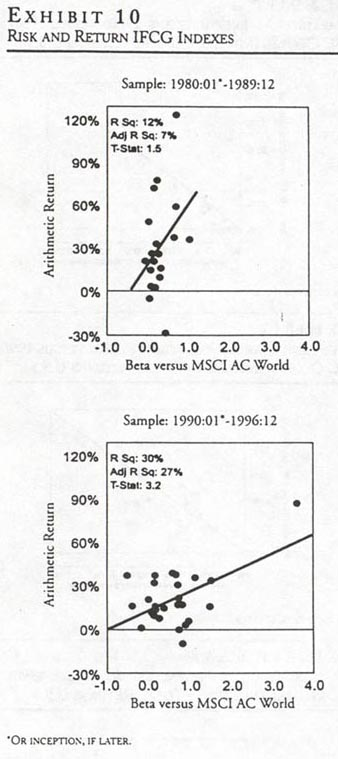 EXHIBIT 10
RISK AND RETURN IFCG INDEXES
Sample: 1980:01*-1989:12
120%
90%
60%
30%
0%
-30%
Arithmetic Return
R Sq: 12%
Adj R Sq: 7%
T-Stat: 1.5
-1.0 0.0 1.0 2.0 3.0 4.0
Beta versus MSCI AC World
Sample: 1990:01*-1996:12
120%
90%
60%
30%
0%
-30%
Arithmetic Return
R Sq: 30%
Adj R Sq: 27%
T-Stat: 3.2
-1.0 0.0 1.0 2.0 3.0 4.0
Beta versus MSCI AC World
*OR INCEPTION, IF LATER.